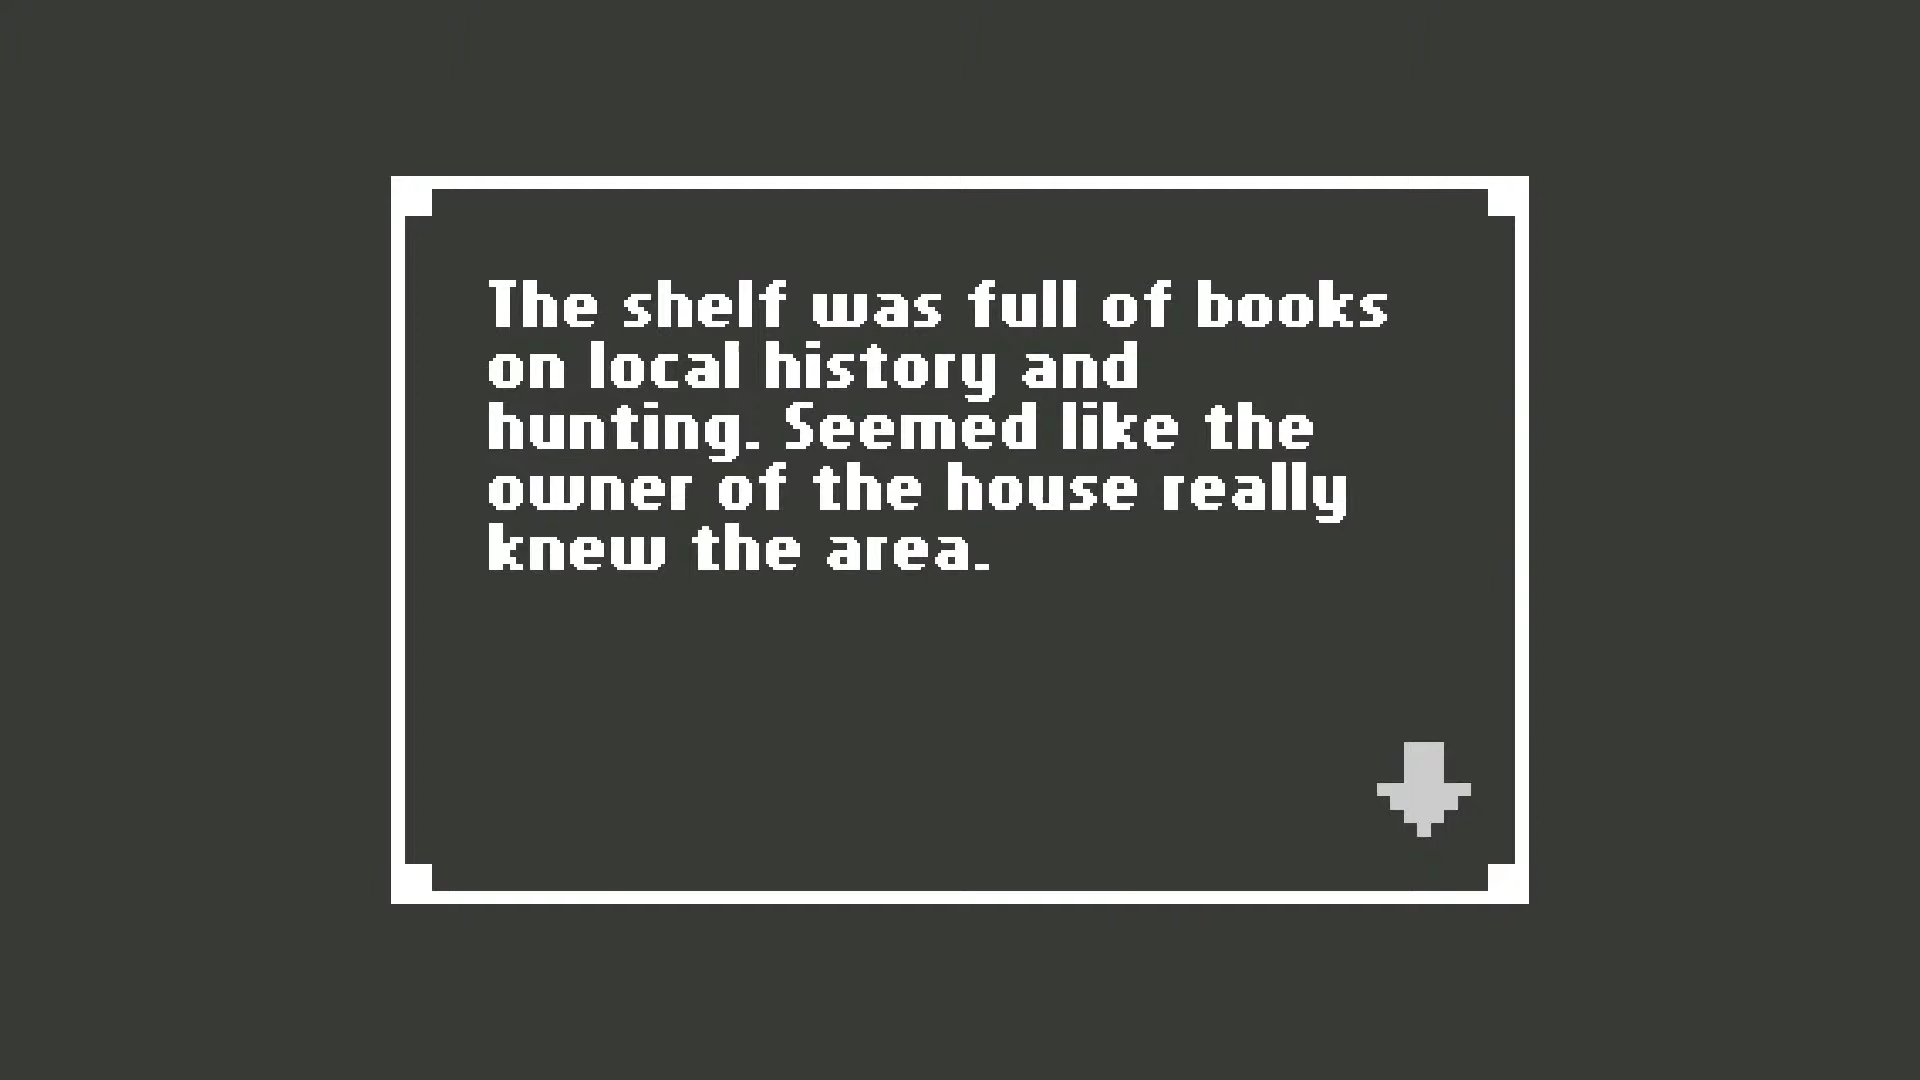 The shelf was full of books
on local history and
hunting. Seemed like the
owner of the house really
knew the area.